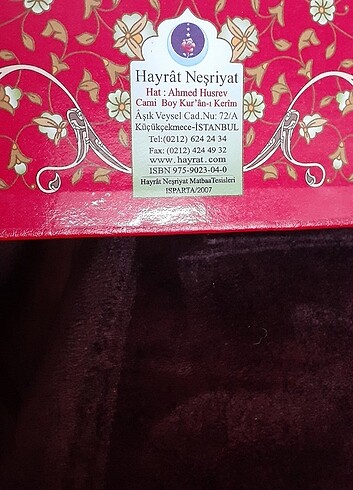 Hayrât Neşriyat
Hat : Ahmed Husrev
Cami Boy Kur'ân-ı Kerîm
Âşık Veysel Cad.Nu: 72/A
Küçükçekmece-İSTANBUL
Tel:(0212) 624 24 34
Fax: (0212) 424 49 32
www.hayrat.com
ISBN 975-9023-04-0
Hayrât Neşriyat MatbaaTesisleri
ISPARTA/2007